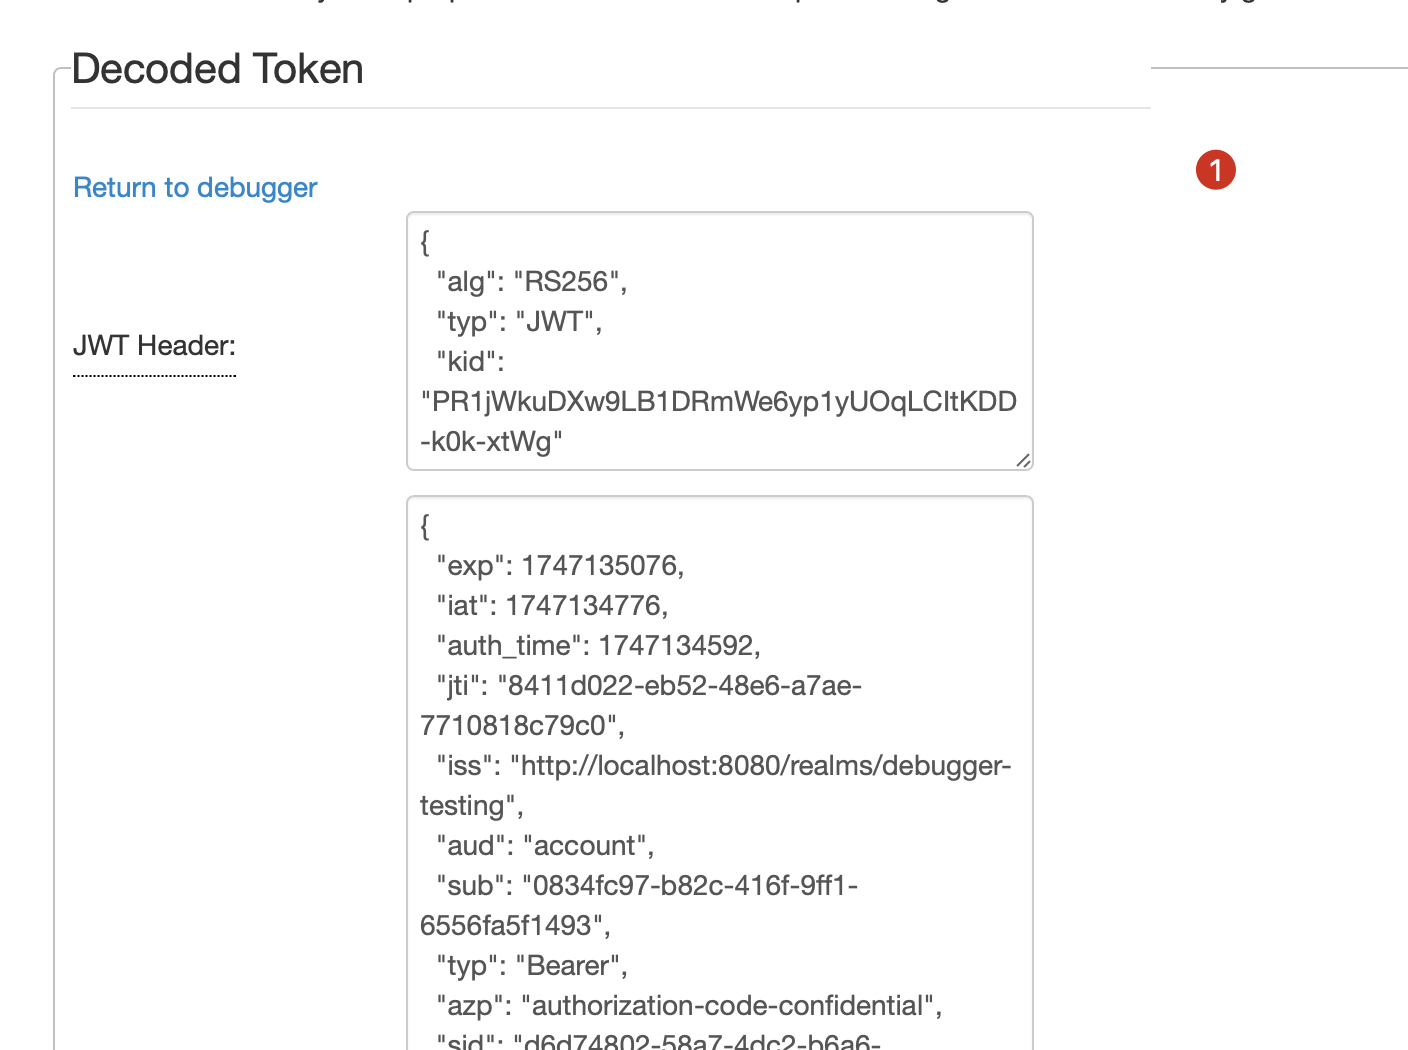 Decoded Token
1
Return to debugger
JWT Header:
{
"alg": "RS256",
"typ": "JWT",
"kid":
"PR1jWkuDXw9LB1DRmWe6yp1yUOqLCltKDD
-k0k-xtWg"
{
"exp": 1747135076,
"iat": 1747134776,
"auth_time": 1747134592,
"jti": "8411d022-eb52-48e6-a7ae-
7710818c79c0",
"iss": "http://localhost:8080/realms/debugger-
testing",
"aud": "account",
"sub": "0834fc97-b82c-416f-9ff1-
6556fa5f1493",
"typ": "Bearer",
"azp": "authorization-code-confidential",
"sid": "d6d74802-58a7-4dc2-b6a6-